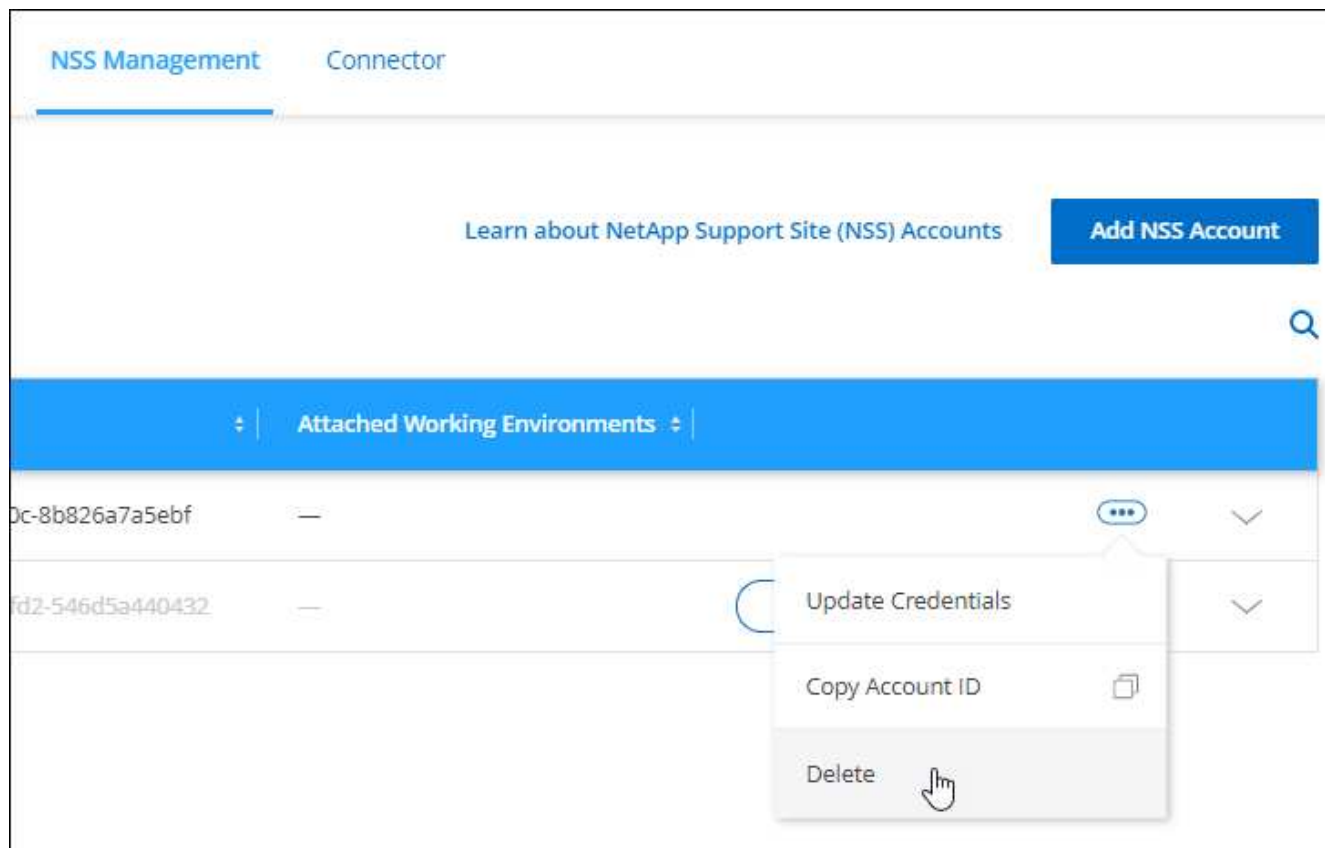 NSS Management Connector
Learn about NetApp Support Site (NSS) Accounts Add NSS Account
Attached Working Environments
0c-8b826a7a5ebf —
fd2-546d5a440432 —
Update Credentials
Copy Account ID
Delete